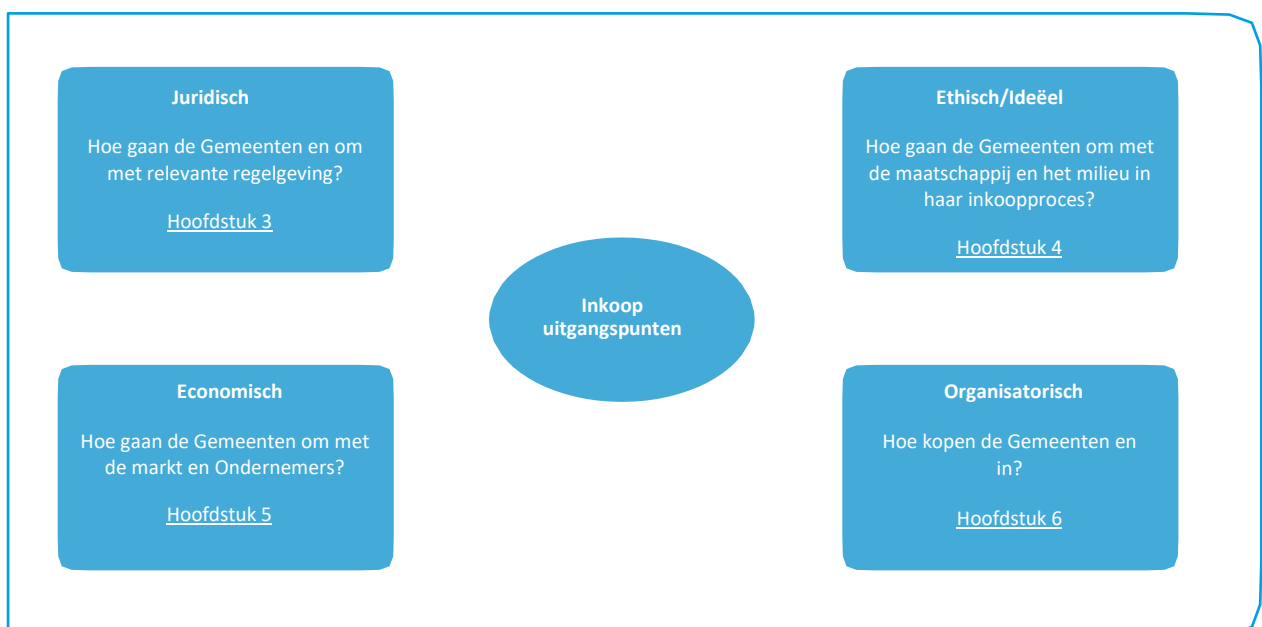 Juridisch
Hoe gaan de Gemeenten en om
met relevante regelgeving?
Hoofdstuk 3
Ethisch/Ideëel
Hoe gaan de Gemeenten om met
de maatschappij en het milieu in
haar inkoopproces?
Hoofdstuk 4
Inkoop
uitgangspunten
Economisch
Hoe gaan de Gemeenten om met
de markt en Ondernemers?
Hoofdstuk 5
Organisatorisch
Hoe kopen de Gemeenten en
in?
Hoofdstuk 6